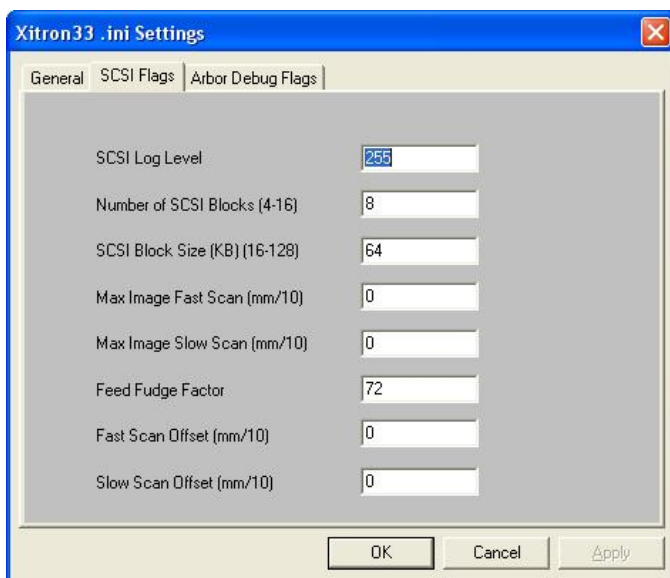 Xitron33 .ini Settings
General SCSI Flags Arbor Debug Flags
SCSI Log Level 255
Number of SCSI Blocks (4-16) 8
SCSI Block Size (KB) (16-128) 64
Max Image Fast Scan (mm/10) 0
Max Image Slow Scan (mm/10) 0
Feed Fudge Factor 72
Fast Scan Offset (mm/10) 0
Slow Scan Offset (mm/10) 0
OK Cancel Apply